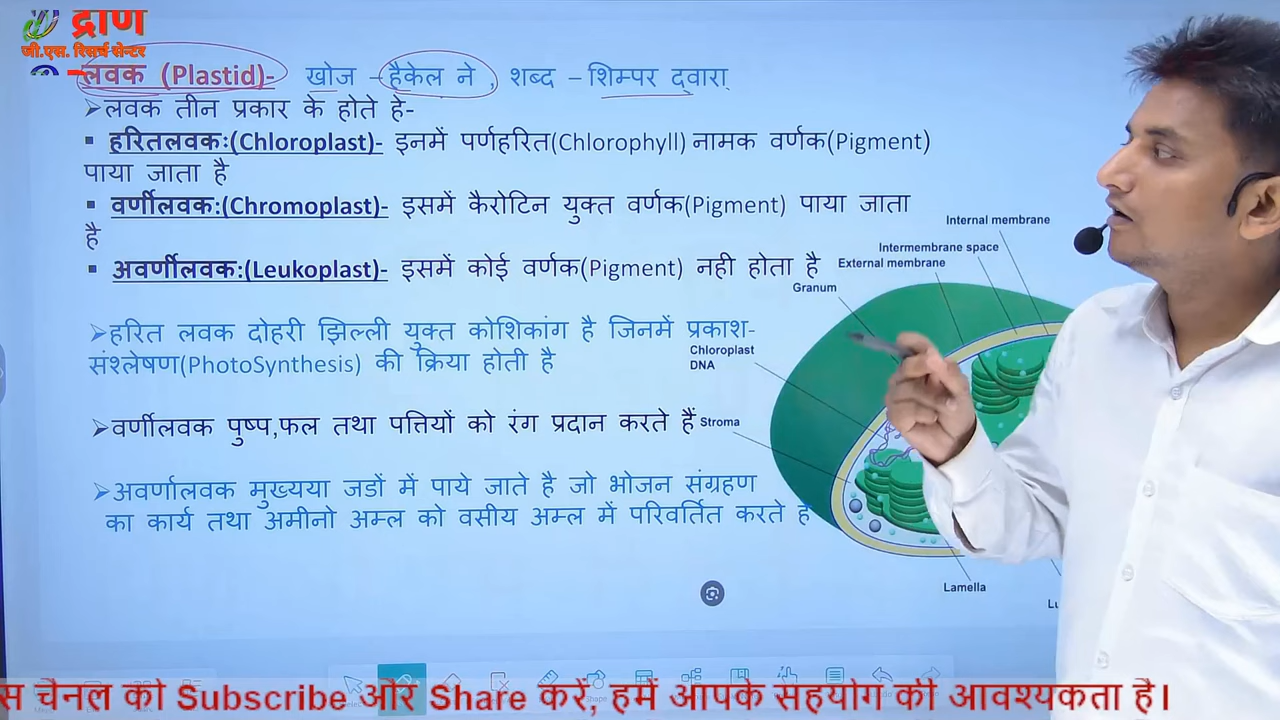 द्राण
जी.एस. रिसर्च सेन्टर
लवक (Plastid)- खोज – हैकेल ने , शब्द – शिम्पर द्वारा
➢लवक तीन प्रकार के होते हे-
▪ हरितलवकः(Chloroplast)- इनमें पर्णहरित(Chlorophyll) नामक वर्णक(Pigment)
पाया जाता है
▪ वर्णीलवक:(Chromoplast)- इसमें कैरोटिन युक्त वर्णक(Pigment) पाया जाता
है
▪ अवर्णीलवक:(Leukoplast)- इसमें कोई वर्णक(Pigment) नही होता है
➢हरित लवक दोहरी झिल्ली युक्त कोशिकांग है जिनमें प्रकाश-
संश्लेषण(PhotoSynthesis) की क्रिया होती है
➢वर्णीलवक पुष्प,फल तथा पत्तियों को रंग प्रदान करते हैं
➢अवर्णालवक मुख्यया जडों में पाये जाते है जो भोजन संग्रहण
का कार्य तथा अमीनो अम्ल को वसीय अम्ल में परिवर्तित करते है
Internal membrane
Intermembrane space
External membrane
Granum
Chloroplast
DNA
Stroma
Lamella
स चैनल को Subscribe और Share करें, हमें आपके सहयोग की आवश्यकता है।